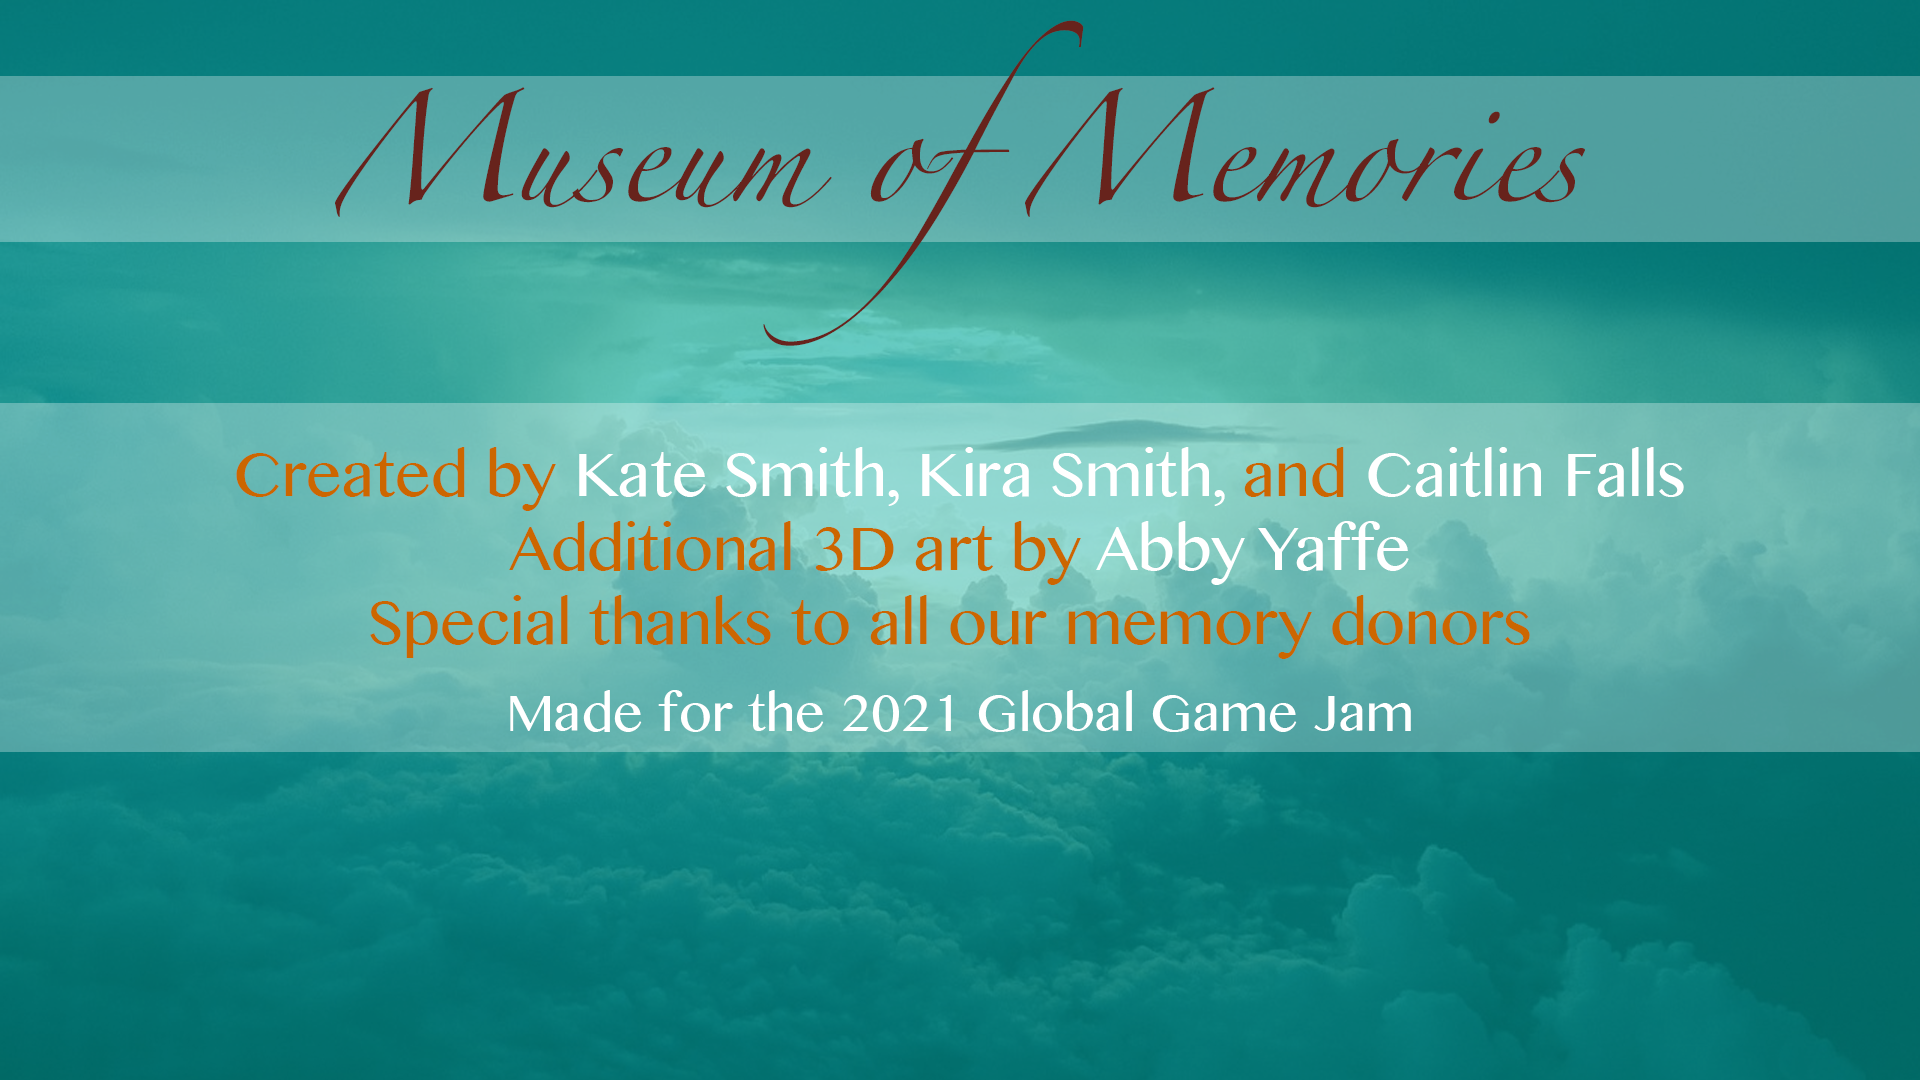 Museum of Memories
Created by Kate Smith, Kira Smith, and Caitlin Falls
Additional 3D art by Abby Yaffe
Special thanks to all our memory donors
Made for the 2021 Global Game Jam